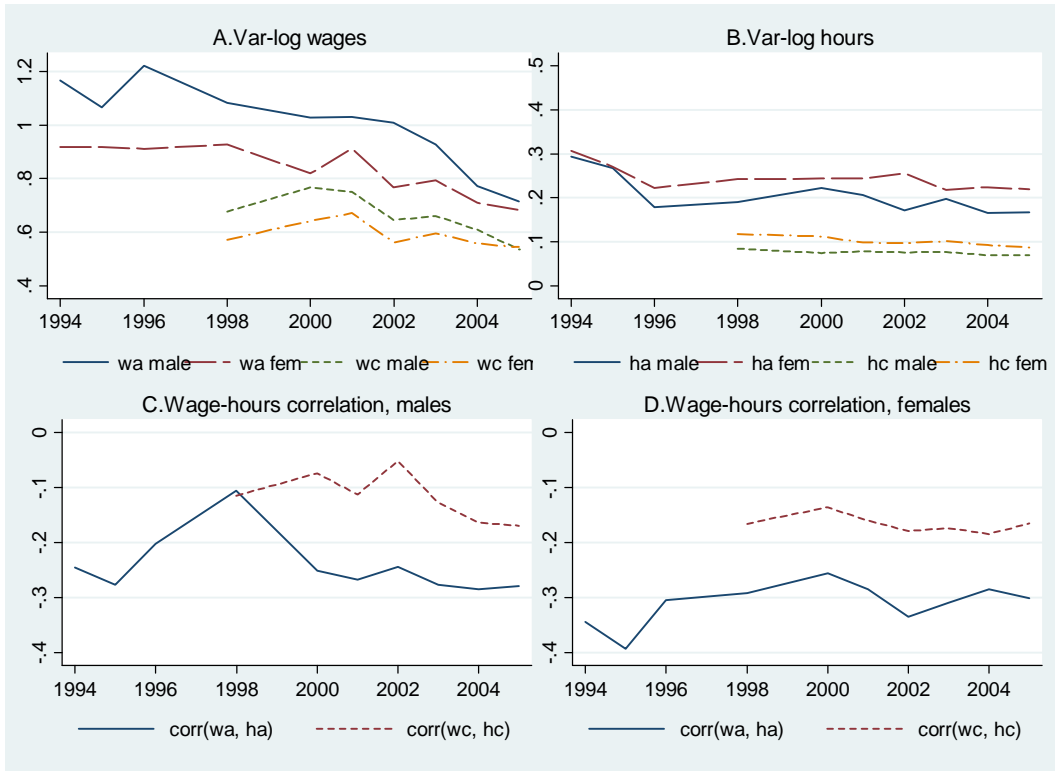 A.Var-log wages
1.2
1
.8
.6
.4
1994 1996 1998 2000 2002 2004
wa male wa fem wc male wc fem
B.Var-log hours
.5
.4
.3
.2
.1
0
1994 1996 1998 2000 2002 2004
ha male ha fem hc male hc fem
C.Wage-hours correlation, males
0
-.1
-.2
-.3
-.4
1994 1996 1998 2000 2002 2004
corr(wa, ha) corr(wc, hc)
D.Wage-hours correlation, females
0
-.1
-.2
-.3
-.4
1994 1996 1998 2000 2002 2004
corr(wa, ha) corr(wc, hc)